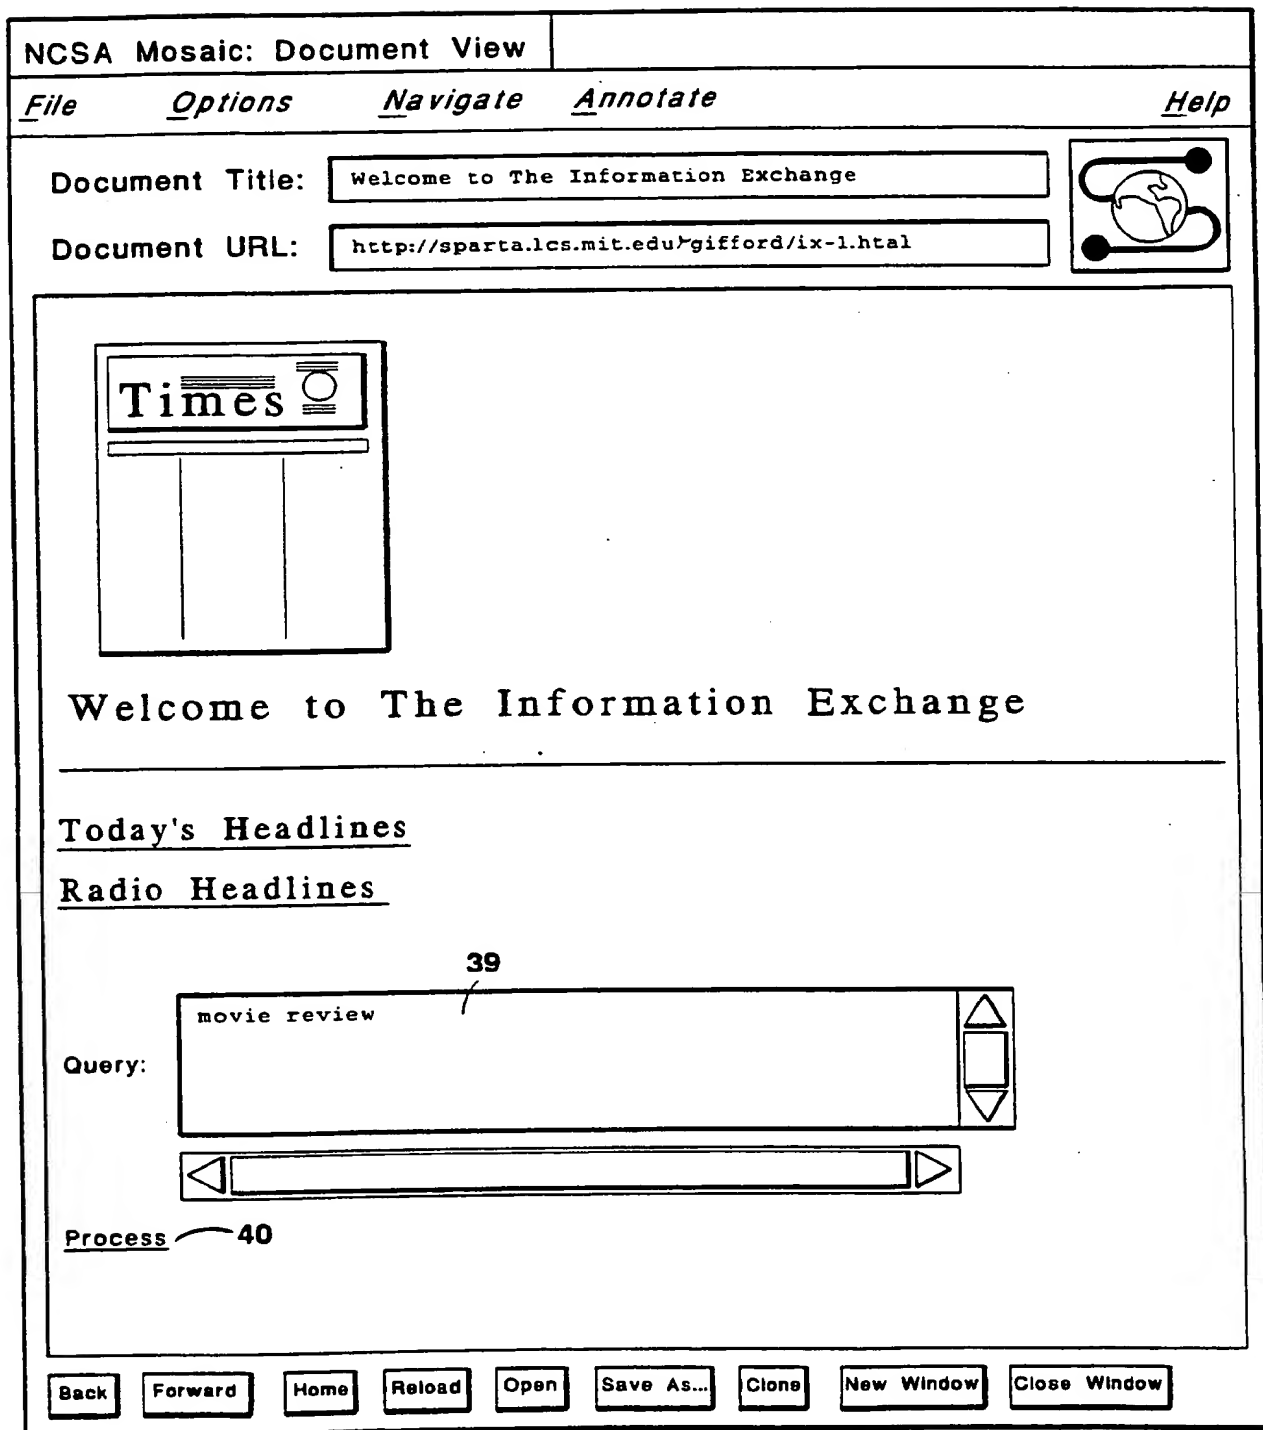 NCSA Mosaic: Document View
File Options Navigate Annotate Help
Document Title: Welcome to The Information Exchange
Document URL: http://sparta.lcs.mit.edu/~gifford/ix-1.htal
Times
Welcome to The Information Exchange
Today's Headlines
Radio Headlines
39
movie review
Query:
Process 40
Back Forward Home Reload Open Save As... Clone New Window Close Window